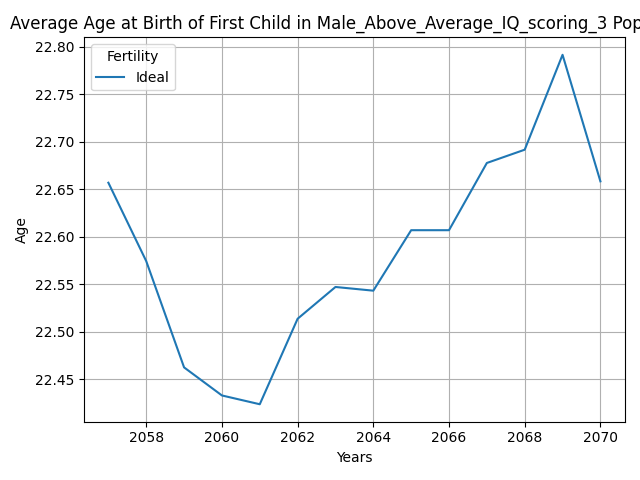 Average Age at Birth of First Child in Male_Above_Average_IQ_scoring_3 Pop
Fertility
Ideal
22.80
22.75
22.70
22.65
22.60
22.55
22.50
22.45
Age
2058 2060 2062 2064 2066 2068 2070
Years